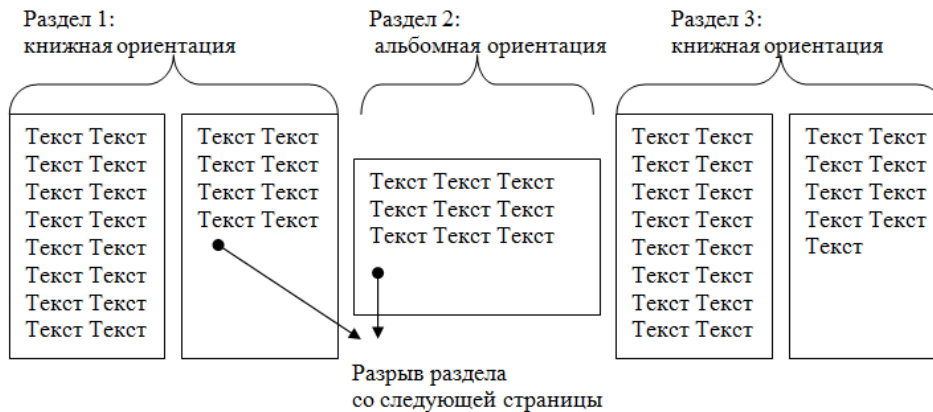 Раздел 1:
книжная ориентация
Раздел 2:
альбомная ориентация
Раздел 3:
книжная ориентация
Текст Текст
Текст Текст
Текст Текст
Текст Текст
Текст Текст
Текст Текст
Текст Текст
Текст Текст
Текст Текст
Текст Текст
Текст Текст
Текст Текст
Текст Текст Текст
Текст Текст Текст
Текст Текст Текст
Текст Текст
Текст Текст
Текст Текст
Текст Текст
Текст Текст
Текст Текст
Текст Текст
Текст Текст
Текст Текст
Текст Текст
Текст Текст
Текст Текст
Текст
Разрыв раздела
со следующей страницы